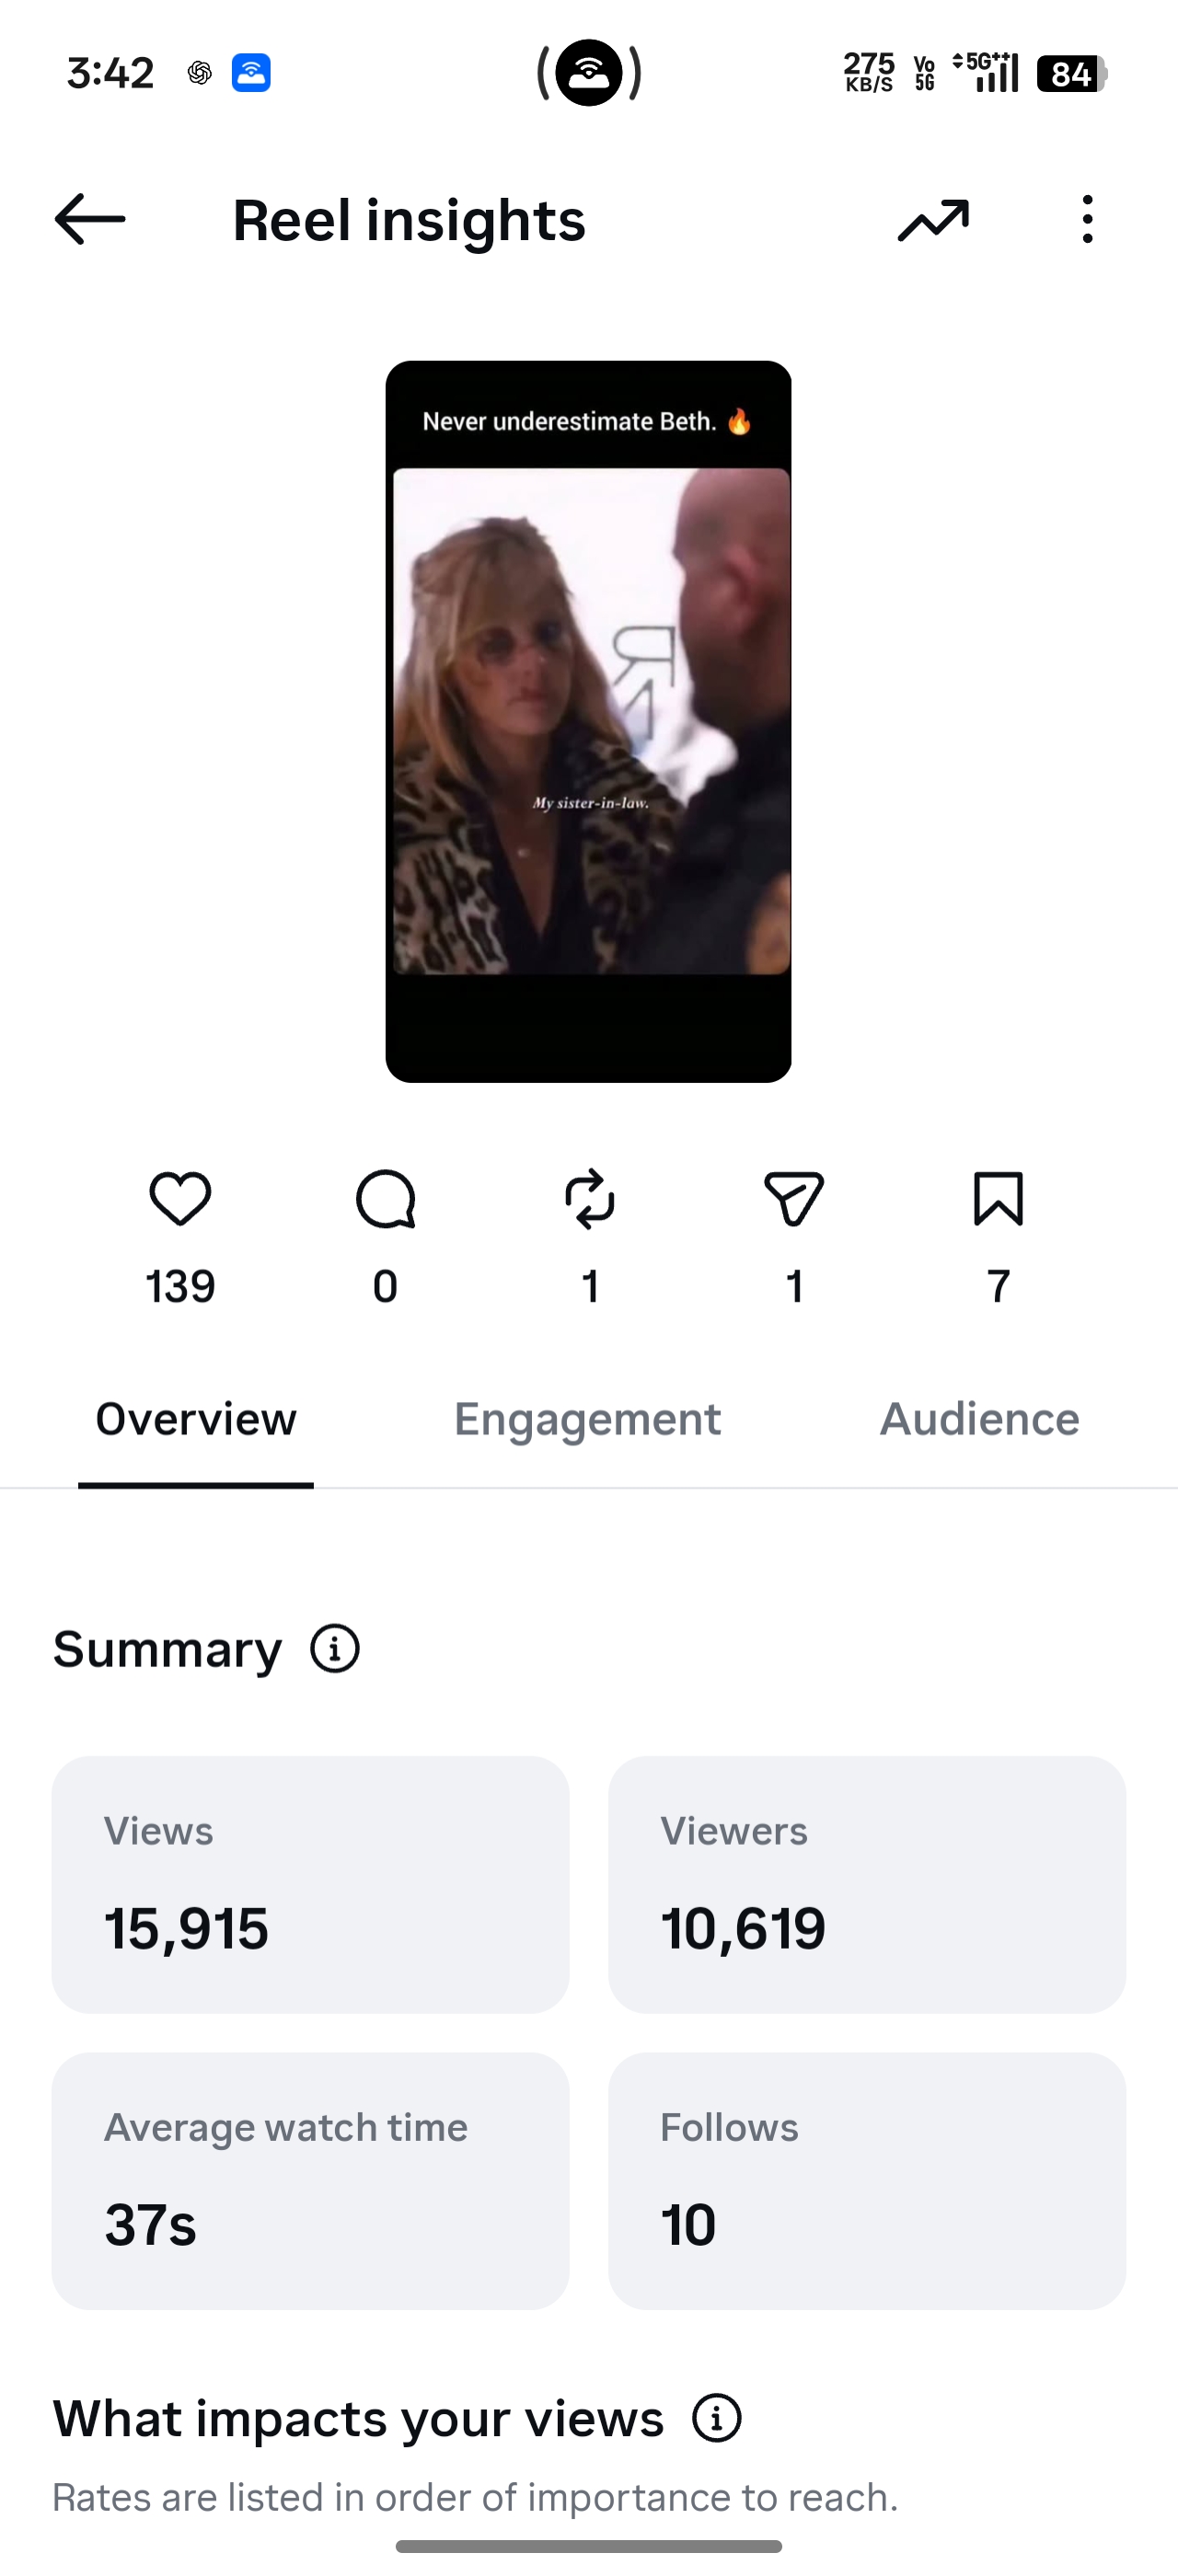 3:42
275
KB/S
Vo
5G
5G++
84
Reel insights
Never underestimate Beth. 🔥
My sister-in-law.
139
0
1
1
7
Overview
Engagement
Audience
Summary
Views
Viewers
15,915
10,619
Average watch time
Follows
37s
10
What impacts your views
Rates are listed in order of importance to reach.